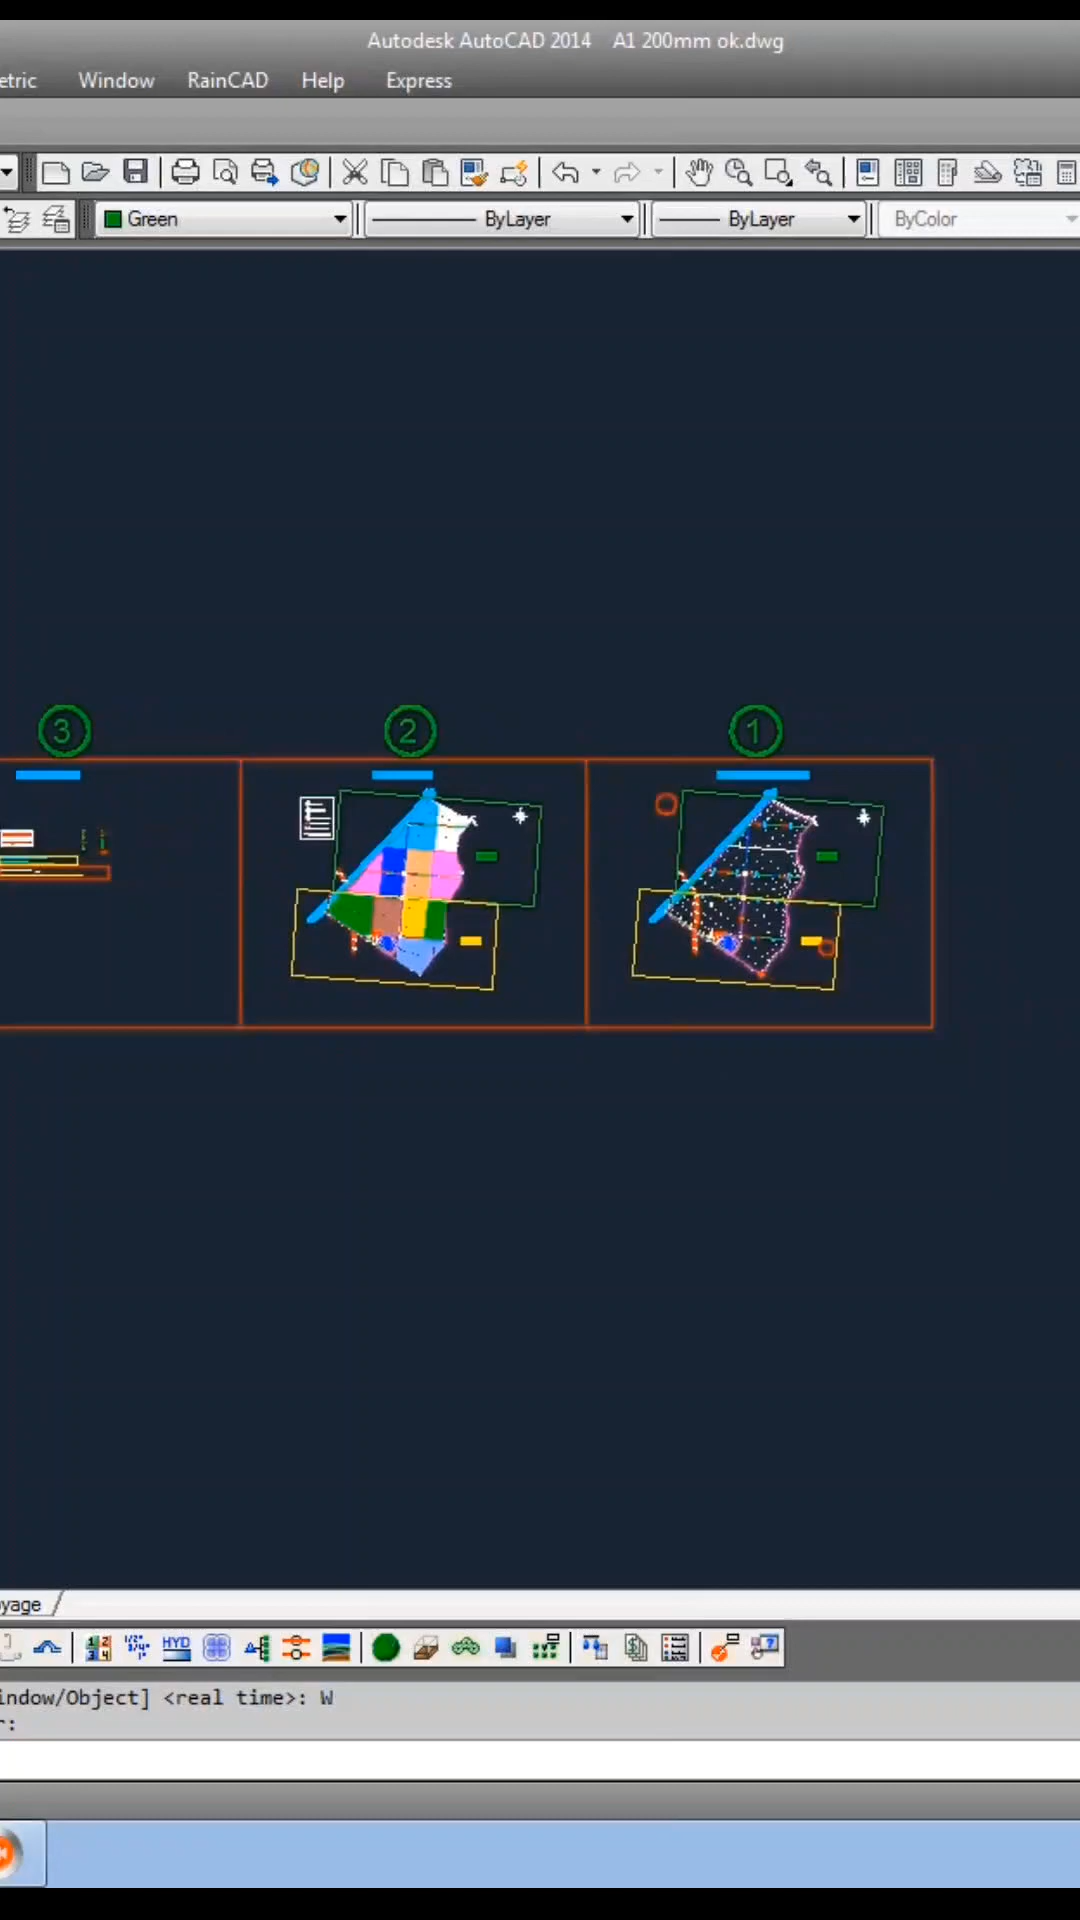 Autodesk AutoCAD 2014 A1 200mm ok.dwg
etric Window RainCAD Help Express
Green ByLayer ByLayer ByColor
3 2 1
yage
HYD
indow/Object] <real time>: W
r: